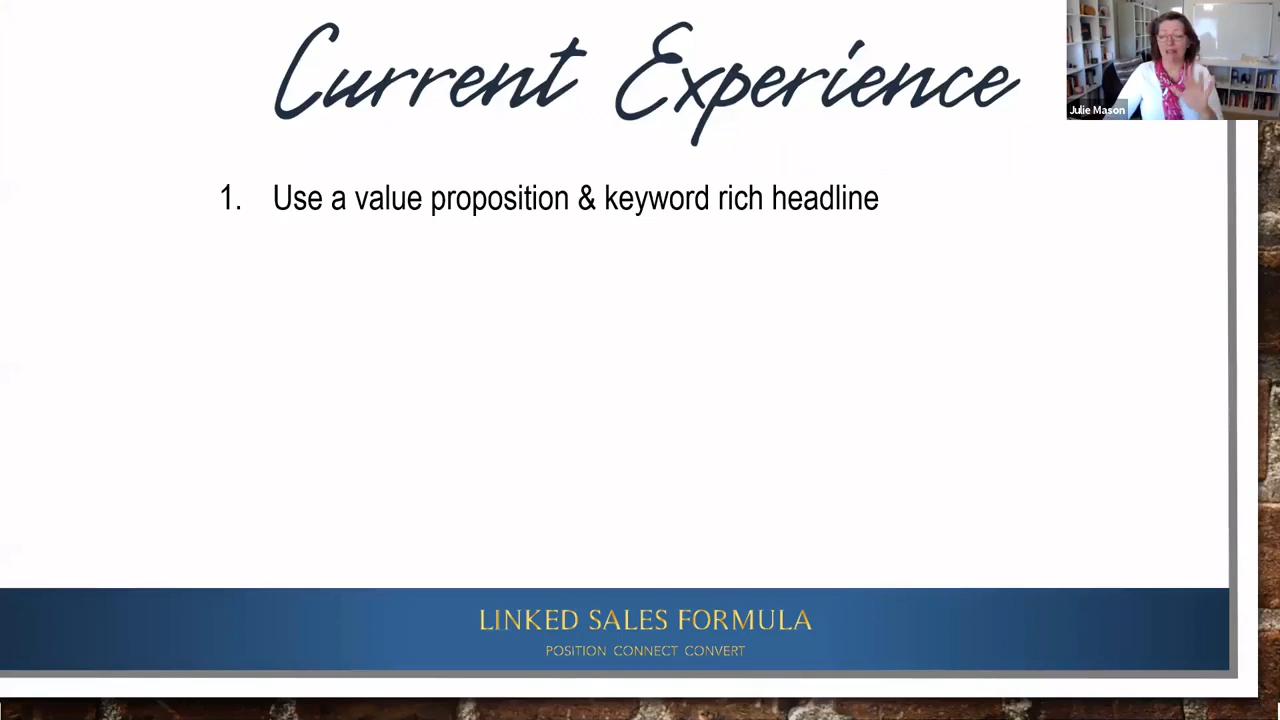 Current Experience
Julie Mason
1. Use a value proposition & keyword rich headline
LINKED SALES FORMULA
POSITION CONNECT CONVERT